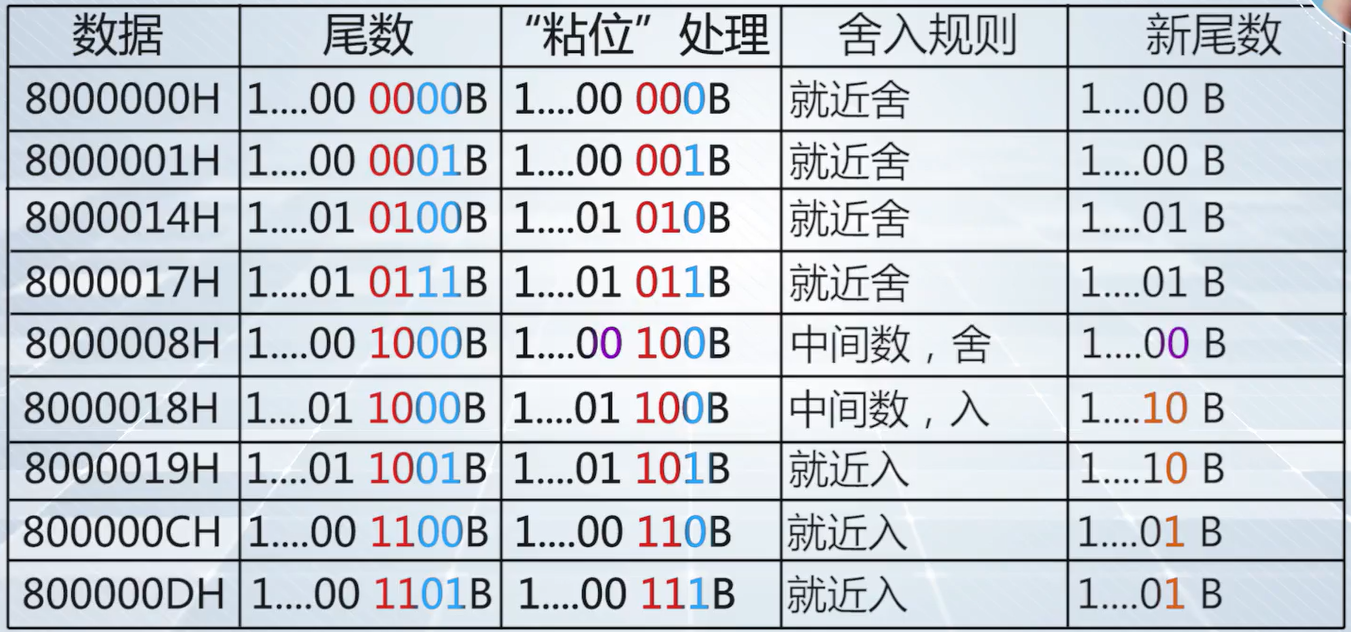 数据 尾数 “粘位”处理 舍入规则 新尾数
8000000H 1....00 0000B 1....00 000B 就近舍 1....00 B
8000001H 1....00 0001B 1....00 001B 就近舍 1....00 B
8000014H 1....01 0100B 1....01 010B 就近舍 1....01 B
8000017H 1....01 0111B 1....01 011B 就近舍 1....01 B
8000008H 1....00 1000B 1....00 100B 中间数，舍 1....00 B
8000018H 1....01 1000B 1....01 100B 中间数，入 1....10 B
8000019H 1....01 1001B 1....01 101B 就近入 1....10 B
800000CH 1....00 1100B 1....00 110B 就近入 1....01 B
800000DH 1....00 1101B 1....00 111B 就近入 1....01 B